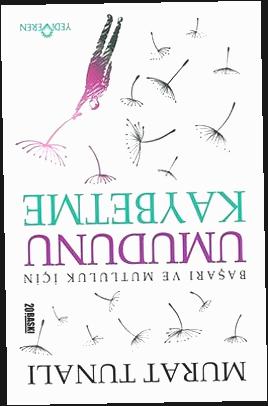 MURAT TUNALI
20.BASKI
BAŞARI VE MUTLULUK İÇİN
UMUDUNU
KAYBETME
YEDİVEREN